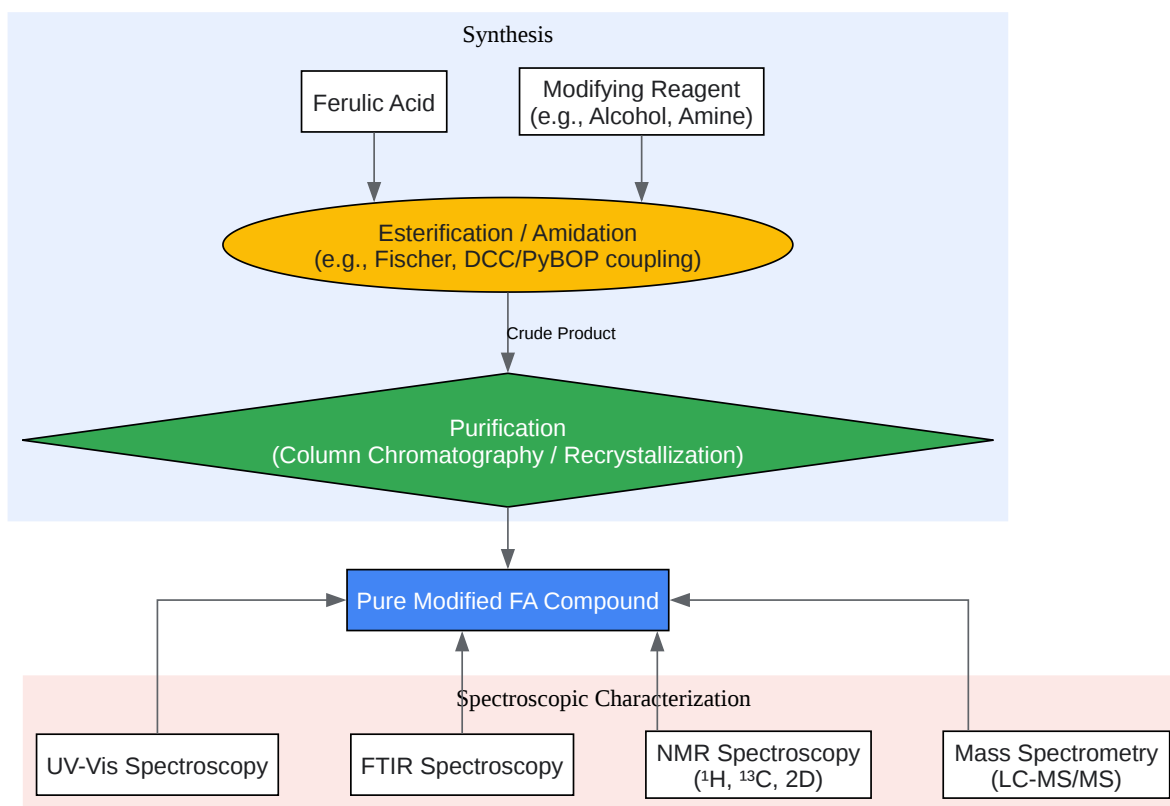 Synthesis
Ferulic Acid
Modifying Reagent
(e.g., Alcohol, Amine)
Esterification / Amidation
(e.g., Fischer, DCC/PyBOP coupling)
Crude Product
Purification
(Column Chromatography / Recrystallization)
Pure Modified FA Compound
Spectroscopic Characterization
UV-Vis Spectroscopy
FTIR Spectroscopy
NMR Spectroscopy
(¹H, ¹³C, 2D)
Mass Spectrometry
(LC-MS/MS)